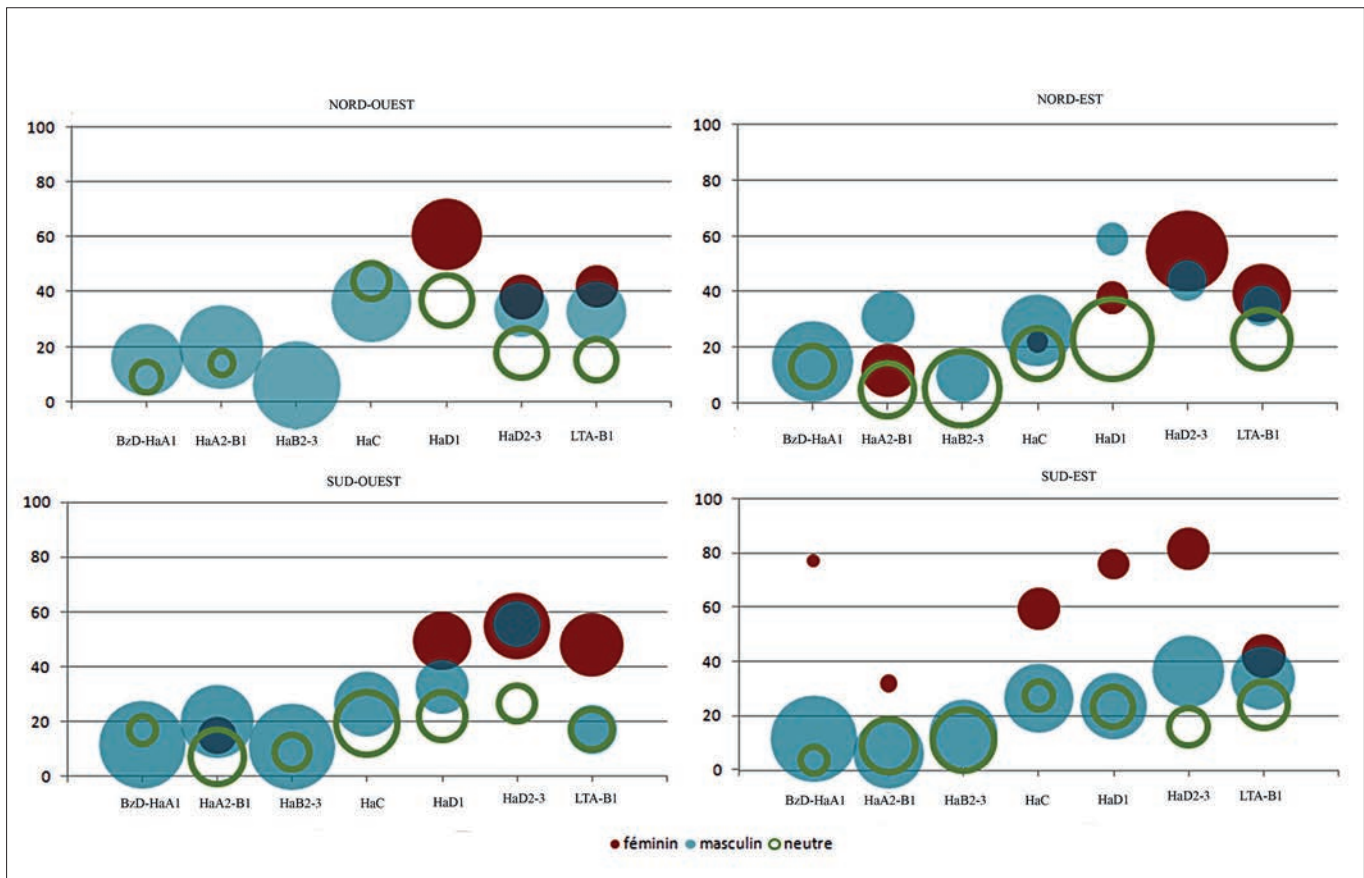 NORD-OUEST
100
80
60
40
20
0
BzD-HaA1 HaA2-B1 HaB2-3 HaC HaD1 HaD2-3 LTA-B1
NORD-EST
100
80
60
40
20
0
BzD-HaA1 HaA2-B1 HaB2-3 HaC HaD1 HaD2-3 LTA-B1
SUD-OUEST
100
80
60
40
20
0
BzD-HaA1 HaA2-B1 HaB2-3 HaC HaD1 HaD2-3 LTA-B1
SUD-EST
100
80
60
40
20
0
BzD-HaA1 HaA2-B1 HaB2-3 HaC HaD1 HaD2-3 LTA-B1
féminin masculin neutre